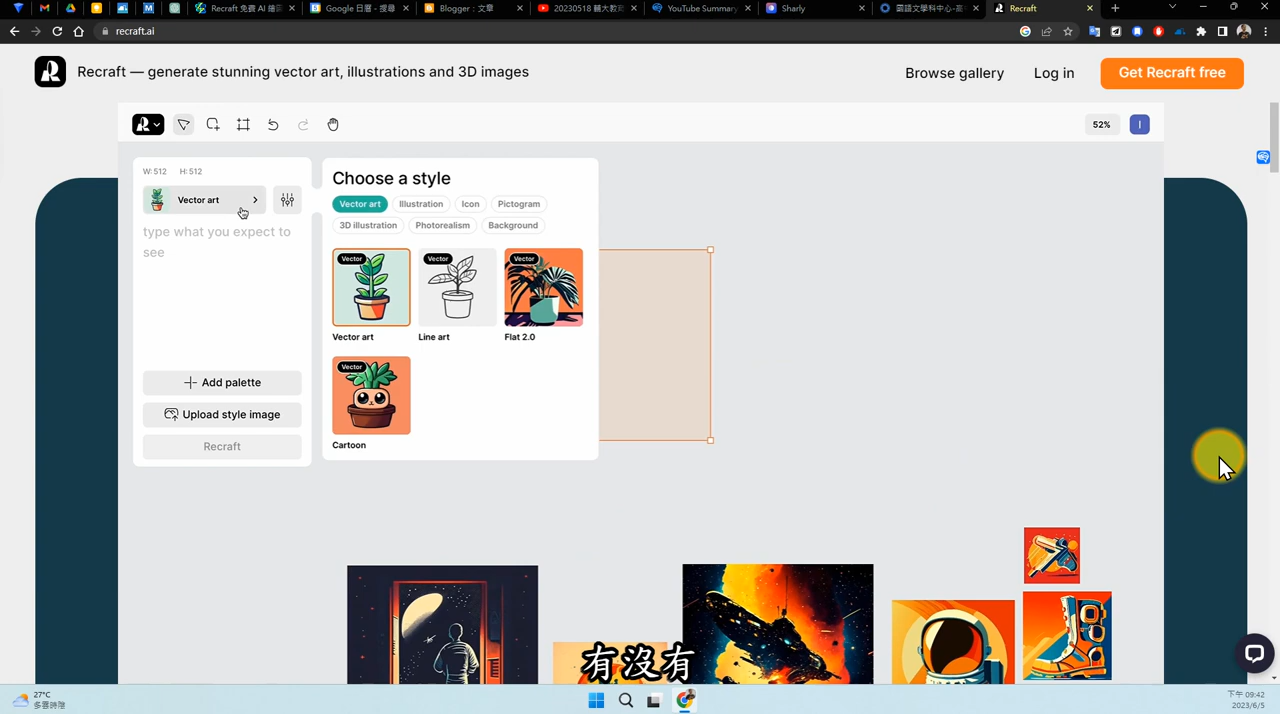 Recraft 免費 AI 繪
Google 日曆 - 搜尋
Blogger：文章
20230518 輔大教
YouTube Summary
Sharly
國語文學科中心-高
Recraft
recraft.ai
Recraft — generate stunning vector art, illustrations and 3D images
Browse gallery
Log in
Get Recraft free
52%
I
W: 512 H: 512
Vector art
type what you expect to
see
Add palette
Upload style image
Recraft
Choose a style
Vector art
Illustration
Icon
Pictogram
3D illustration
Photorealism
Background
Vector
Vector
Vector
Vector art
Line art
Flat 2.0
Vector
Cartoon
有沒有
27°C
多雲時陰
下午 09:42
2023/6/5